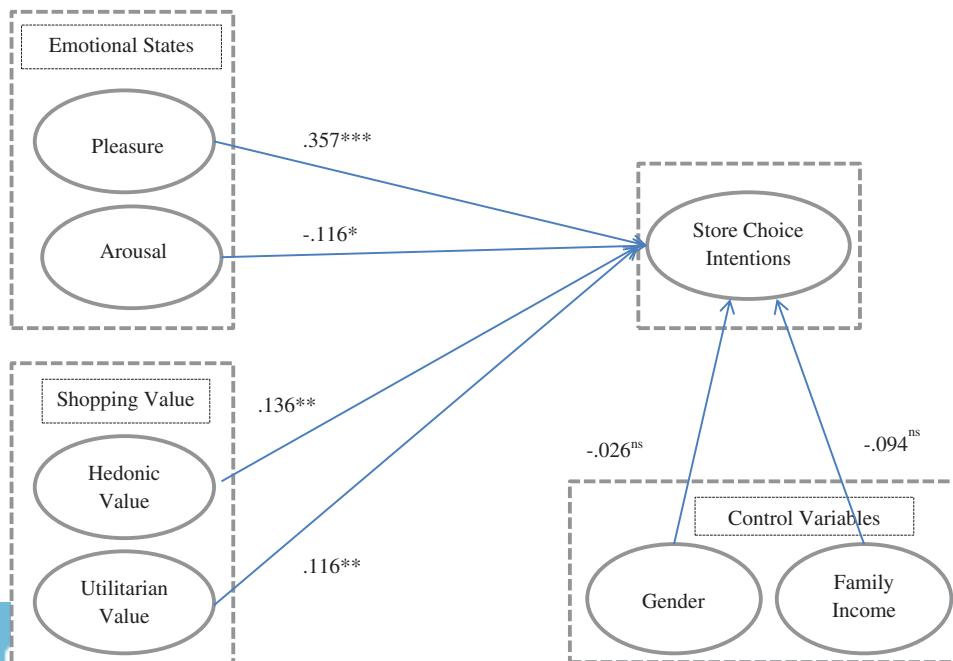 Emotional States
Pleasure
.357***
Arousal
-.116*
Store Choice
Intentions
Shopping Value
Hedonic
Value
.136**
Utilitarian
Value
.116**
-.026ns
-.094ns
Control Variables
Gender
Family
Income